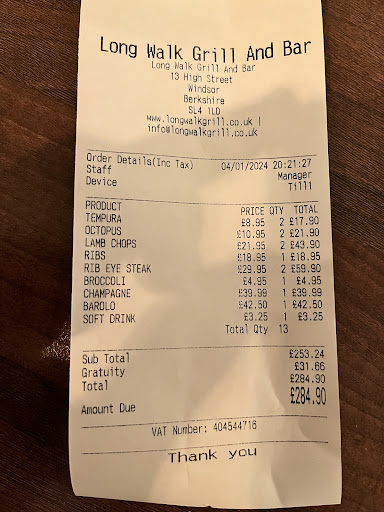 Long Walk Grill And Bar
Long Walk Grill And Bar
13 High Street
Windsor
Berkshire
SL4 1LD
www.longwalkgrill.co.uk |
info@longwalkgrill.co.uk
Order Details(Inc Tax) 04/01/2024 20:21:27
Staff Manager
Device Till1
PRODUCT PRICE QTY TOTAL
TEMPURA £8.95 2 £17.90
OCTOPUS £10.95 2 £21.90
LAMB CHOPS £21.95 2 £43.90
RIBS £18.95 1 £18.95
RIB EYE STEAK £29.95 2 £59.90
BROCCOLI £4.95 1 £4.95
CHAMPAGNE £39.99 1 £39.99
BAROLO £42.50 1 £42.50
SOFT DRINK £3.25 1 £3.25
Total Qty 13
Sub Total £253.24
Gratuity £31.66
Total £284.90
Amount Due £284.90
VAT Number: 404544716
Thank you